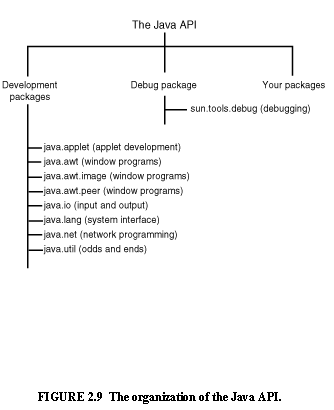 The Java API
Development
packages
Debug package
Your packages
sun.tools.debug (debugging)
java.applet (applet development)
java.awt (window programs)
java.awt.image (window programs)
java.awt.peer (window programs)
java.io (input and output)
java.lang (system interface)
java.net (network programming)
java.util (odds and ends)
FIGURE 2.9 The organization of the Java API.